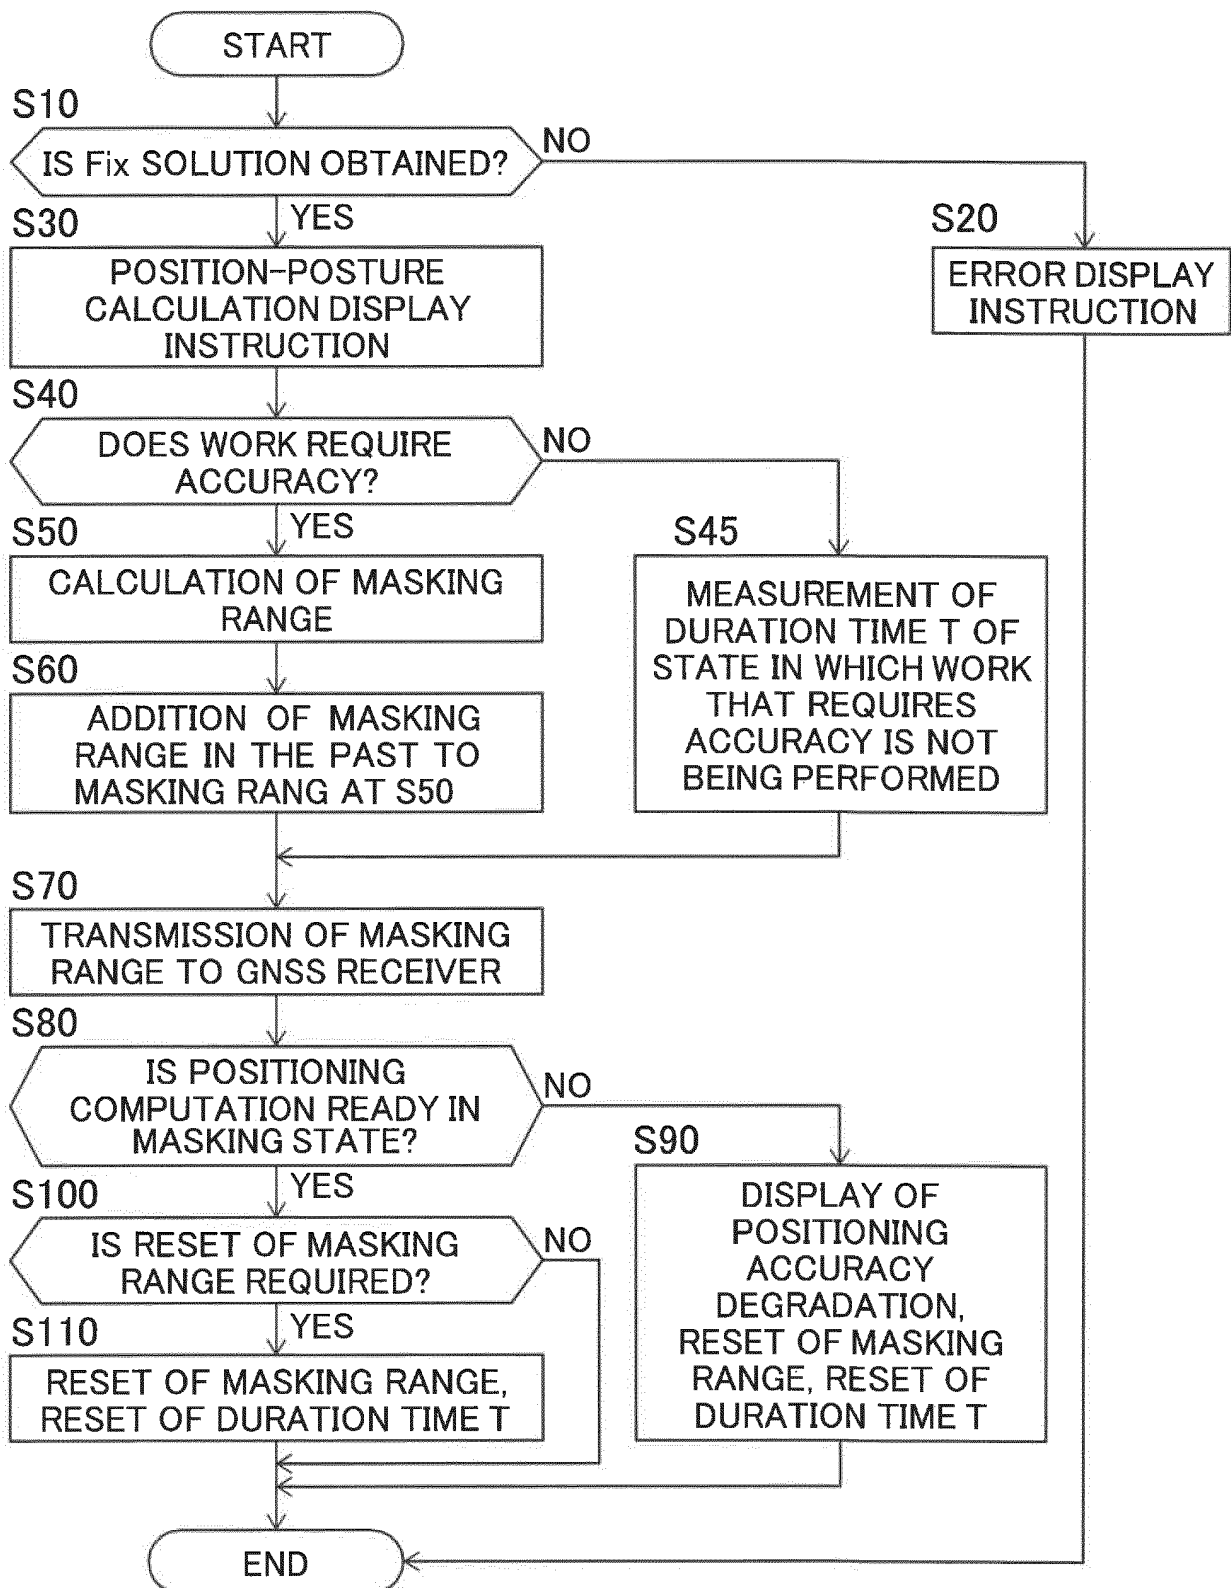 START
S10
IS Fix SOLUTION OBTAINED?
NO
YES
S20
ERROR DISPLAY
INSTRUCTION
S30
POSITION-POSTURE
CALCULATION DISPLAY
INSTRUCTION
S40
DOES WORK REQUIRE
ACCURACY?
NO
YES
S45
MEASUREMENT OF
DURATION TIME T OF
STATE IN WHICH WORK
THAT REQUIRES
ACCURACY IS NOT
BEING PERFORMED
S50
CALCULATION OF MASKING
RANGE
S60
ADDITION OF MASKING
RANGE IN THE PAST TO
MASKING RANG AT S50
S70
TRANSMISSION OF MASKING
RANGE TO GNSS RECEIVER
S80
IS POSITIONING
COMPUTATION READY IN
MASKING STATE?
NO
YES
S90
DISPLAY OF
POSITIONING
ACCURACY
DEGRADATION,
RESET OF MASKING
RANGE, RESET OF
DURATION TIME T
S100
IS RESET OF MASKING
RANGE REQUIRED?
NO
YES
S110
RESET OF MASKING RANGE,
RESET OF DURATION TIME T
END